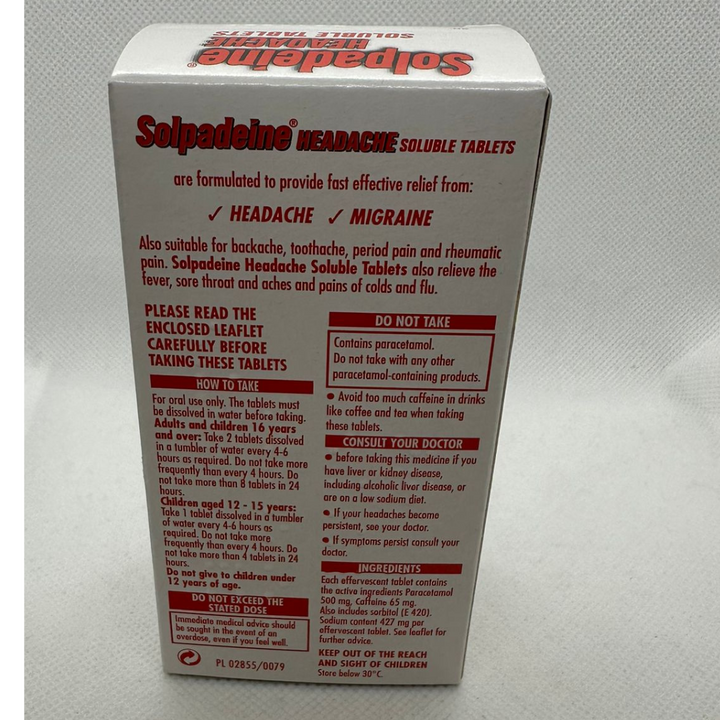 Solpadeine®
HEADACHE
SOLUBLE TABLETS
Solpadeine® HEADACHE SOLUBLE TABLETS
are formulated to provide fast effective relief from:
✓ HEADACHE ✓ MIGRAINE
Also suitable for backache, toothache, period pain and rheumatic
pain. Solpadeine Headache Soluble Tablets also relieve the
fever, sore throat and aches and pains of colds and flu.
PLEASE READ THE
ENCLOSED LEAFLET
CAREFULLY BEFORE
TAKING THESE TABLETS
HOW TO TAKE
For oral use only. The tablets must
be dissolved in water before taking.
Adults and children 16 years
and over: Take 2 tablets dissolved
in a tumbler of water every 4-6
hours as required. Do not take more
frequently than every 4 hours. Do
not take more than 8 tablets in 24
hours.
Children aged 12 - 15 years:
Take 1 tablet dissolved in a tumbler
of water every 4-6 hours as
required. Do not take more
frequently than every 4 hours. Do
not take more than 4 tablets in 24
hours.
Do not give to children under
12 years of age.
DO NOT EXCEED THE
STATED DOSE
Immediate medical advice should
be sought in the event of an
overdose, even if you feel well.
PL 02855/0079
DO NOT TAKE
Contains paracetamol.
Do not take with any other
paracetamol-containing products.
• Avoid too much caffeine in drinks
like coffee and tea when taking
these tablets.
CONSULT YOUR DOCTOR
• before taking this medicine if you
have liver or kidney disease,
including alcoholic liver disease, or
are on a low sodium diet.
• If your headaches become
persistent, see your doctor.
• If symptoms persist consult your
doctor.
INGREDIENTS
Each effervescent tablet contains
the active ingredients Paracetamol
500 mg, Caffeine 65 mg.
Also includes sorbitol (E 420).
Sodium content 427 mg per
effervescent tablet. See leaflet for
further advice.
KEEP OUT OF THE REACH
AND SIGHT OF CHILDREN
Store below 30°C.